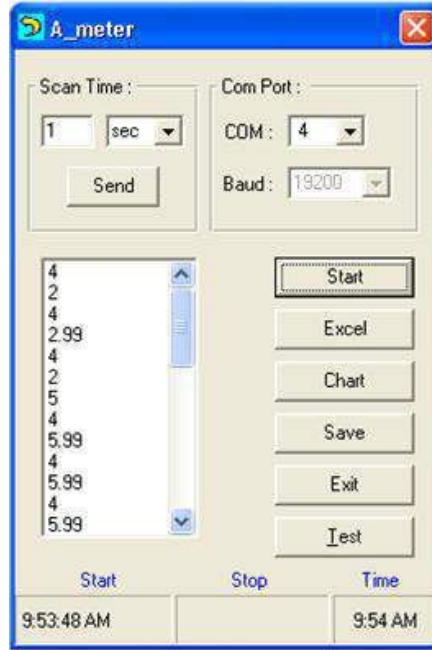 A_meter
Scan Time :
1 sec
Send
Com Port :
COM : 4
Baud : 19200
4
2
4
2.99
4
2
5
4
5.99
4
5.99
4
5.99
Start
Excel
Chart
Save
Exit
Test
Start Stop Time
9:53:48 AM 9:54 AM